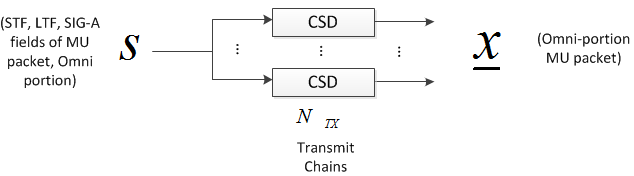 (STF, LTF, SIG-A
fields of MU
packet, Omni
portion)
S
CSD
...
...
CSD
N TX
Transmit
Chains
x
(Omni-portion
MU packet)